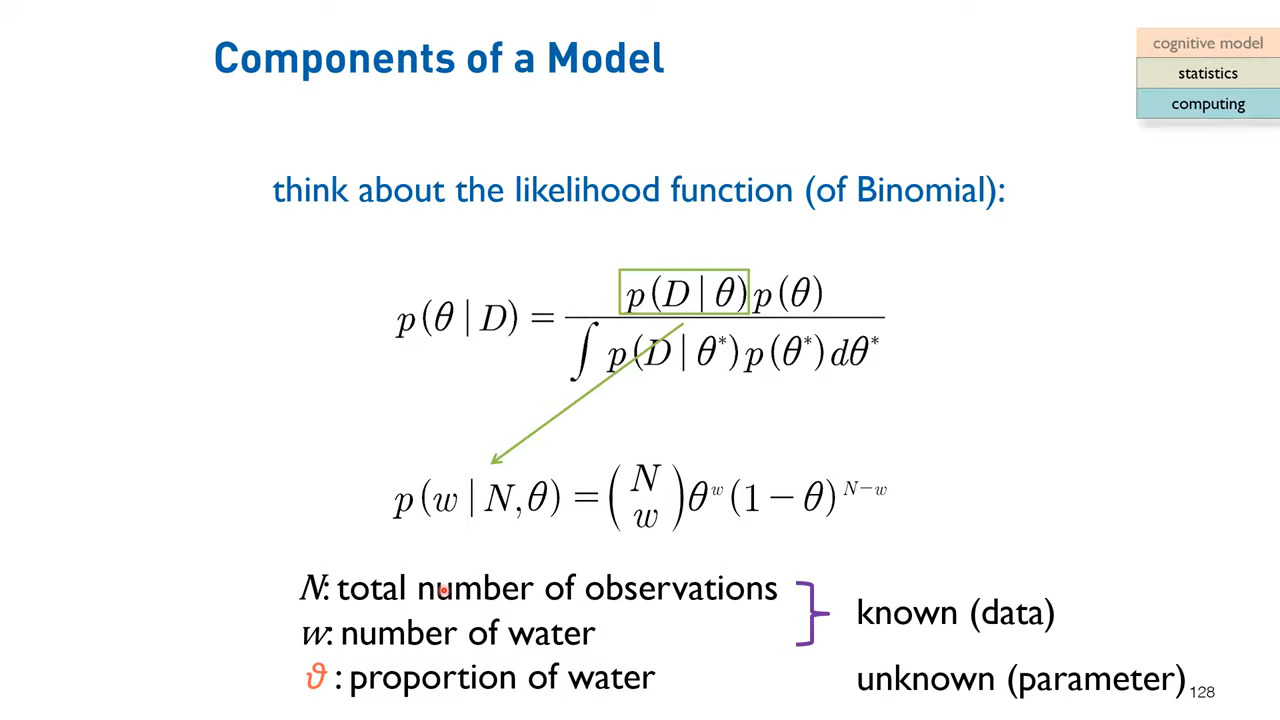 Components of a Model
cognitive model
statistics
computing
think about the likelihood function (of Binomial):
p(θ | D) = p(D | θ)p(θ) / ∫ p(D | θ*)p(θ*)dθ*
p(w | N,θ) = (N w) θ^w (1 − θ)^{N−w}
N: total number of observations
w: number of water
known (data)
ϑ : proportion of water
unknown (parameter)
128